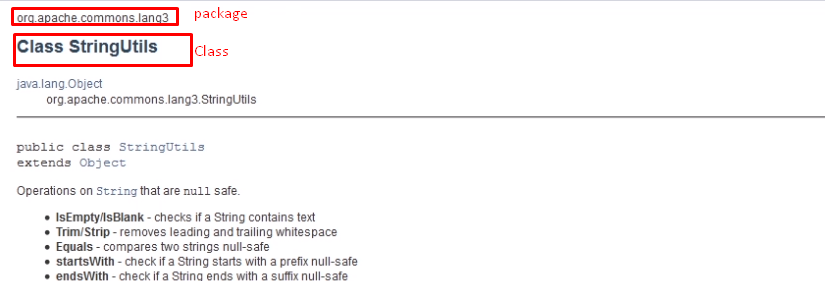 org.apache.commons.lang3 package
Class StringUtils Class
java.lang.Object
org.apache.commons.lang3.StringUtils
public class StringUtils
extends Object
Operations on String that are null safe.
• IsEmpty/IsBlank - checks if a String contains text
• Trim/Strip - removes leading and trailing whitespace
• Equals - compares two strings null-safe
• startsWith - check if a String starts with a prefix null-safe
• endsWith - check if a String ends with a suffix null-safe